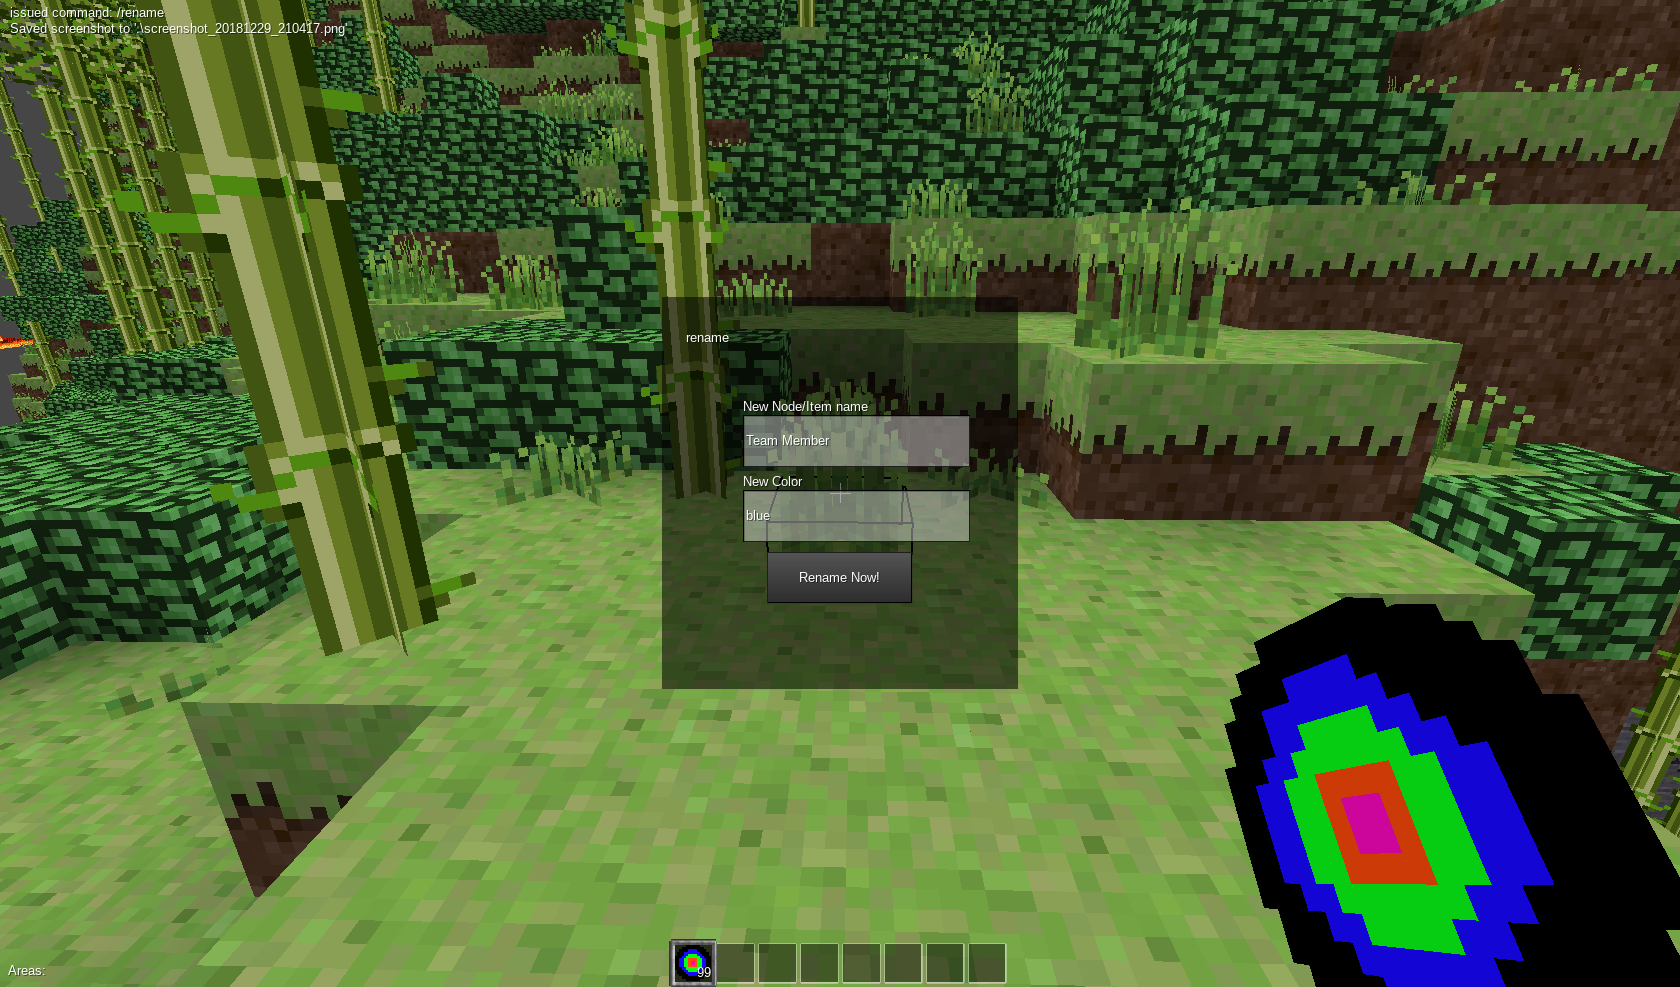 issued command: /rename
Saved screenshot to '.\screenshot_20181229_210417.png'
rename
New Node/Item name
Team Member
New Color
blue
Rename Now!
99
Areas: